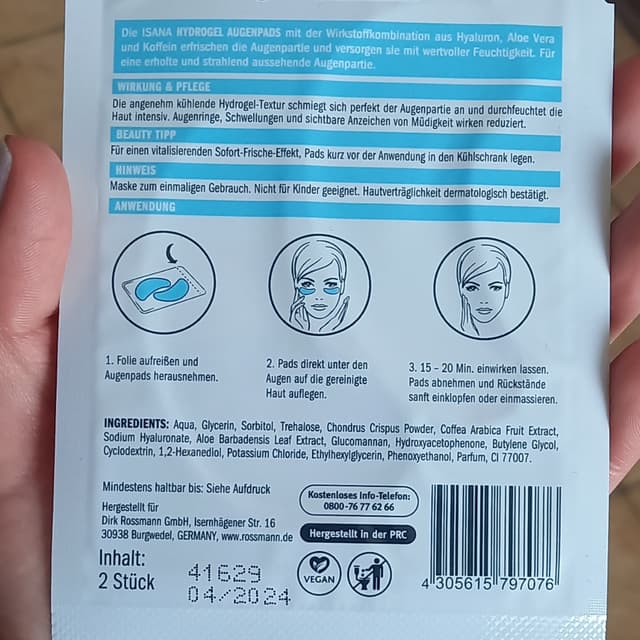 Die ISANA HYDROGEL AUGENPADS mit der Wirkstoffkombination aus Hyaluron, Aloe Vera
und Koffein erfrischen die Augenpartie und versorgen sie mit wertvoller Feuchtigkeit. Für
eine erholte und strahlend aussehende Augenpartie.
WIRKUNG & PFLEGE
Die angenehm kühlende Hydrogel-Textur schmiegt sich perfekt der Augenpartie an und durchfeuchtet die
Haut intensiv. Augenringe, Schwellungen und sichtbare Anzeichen von Müdigkeit wirken reduziert.
BEAUTY TIPP
Für einen vitalisierenden Sofort-Frische-Effekt, Pads kurz vor der Anwendung in den Kühlschrank legen.
HINWEIS
Maske zum einmaligen Gebrauch. Nicht für Kinder geeignet. Hautverträglichkeit dermatologisch bestätigt.
ANWENDUNG
1. Folie aufreißen und
Augenpads herausnehmen.
2. Pads direkt unter den
Augen auf die gereinigte
Haut auflegen.
3. 15 – 20 Min. einwirken lassen.
Pads abnehmen und Rückstände
sanft einklopfen oder einmassieren.
INGREDIENTS: Aqua, Glycerin, Sorbitol, Trehalose, Chondrus Crispus Powder, Coffea Arabica Fruit Extract,
Sodium Hyaluronate, Aloe Barbadensis Leaf Extract, Glucomannan, Hydroxyacetophenone, Butylene Glycol,
Cyclodextrin, 1,2-Hexanediol, Potassium Chloride, Ethylhexylglycerin, Phenoxyethanol, Parfum, CI 77007.
Mindestens haltbar bis: Siehe Aufdruck
Hergestellt für
Dirk Rossmann GmbH, Isernhägener Str. 16
30938 Burgwedel, GERMANY, www.rossmann.de
Kostenloses Info-Telefon:
0800-76 77 62 66
Hergestellt in der PRC
Inhalt:
2 Stück
41629
04/2024
VEGAN
4 305615 797076